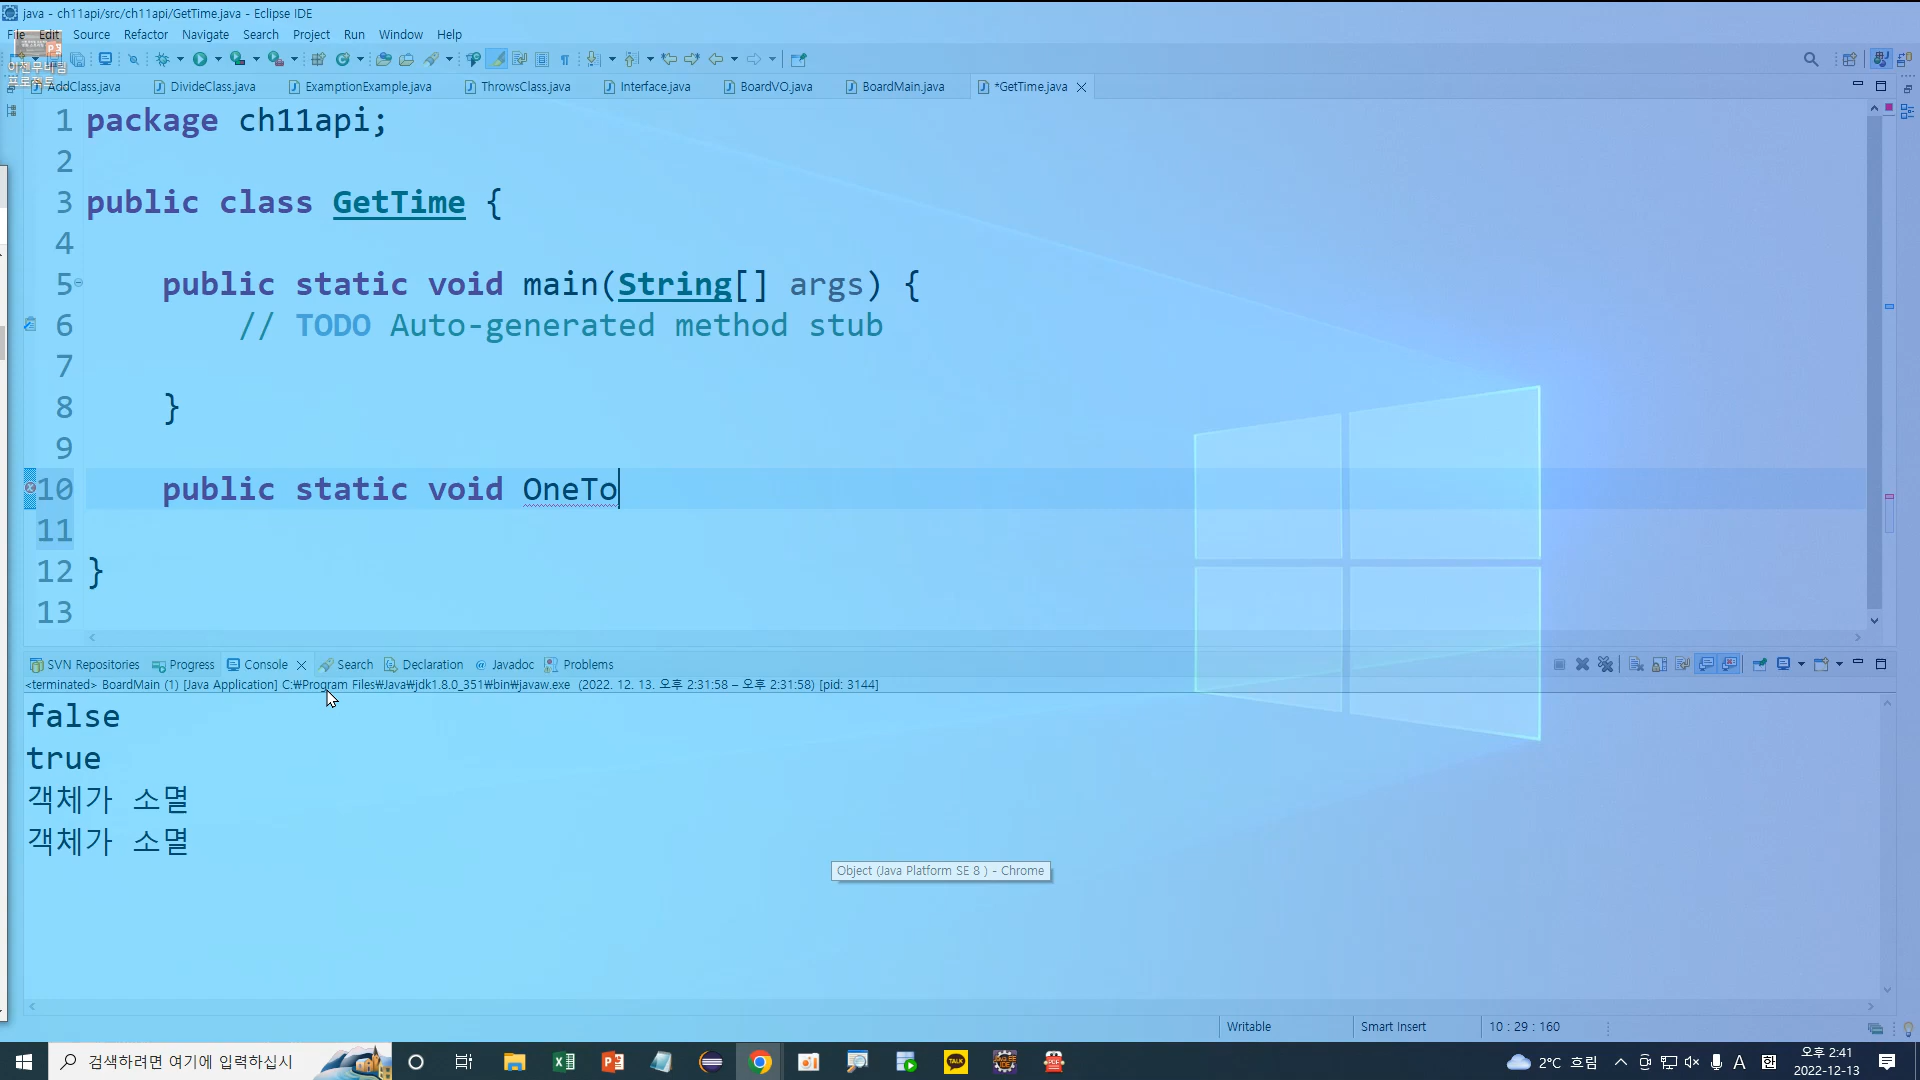 java - ch11api/src/ch11api/GetTime.java - Eclipse IDE
File Edit Source Refactor Navigate Search Project Run Window Help
AddClass.java DivideClass.java ExamptionExample.java ThrowsClass.java Interface.java BoardVO.java BoardMain.java *GetTime.java
1 package ch11api;
2
3 public class GetTime {
4
5 public static void main(String[] args) {
6 // TODO Auto-generated method stub
7
8 }
9
10 public static void OneTo
11
12 }
13
SVN Repositories Progress Console Search Declaration Javadoc Problems
<terminated> BoardMain (1) [Java Application] C:₩Program Files₩Java₩jdk1.8.0_351₩bin₩javaw.exe (2022. 12. 13. 오후 2:31:58 – 오후 2:31:58) [pid: 3144]
false
true
객체가 소멸
객체가 소멸
Object (Java Platform SE 8 ) - Chrome
Writable Smart Insert 10 : 29 : 160
검색하려면 여기에 입력하십시 2°C 흐림 A 한 오후 2:41
2022-12-13